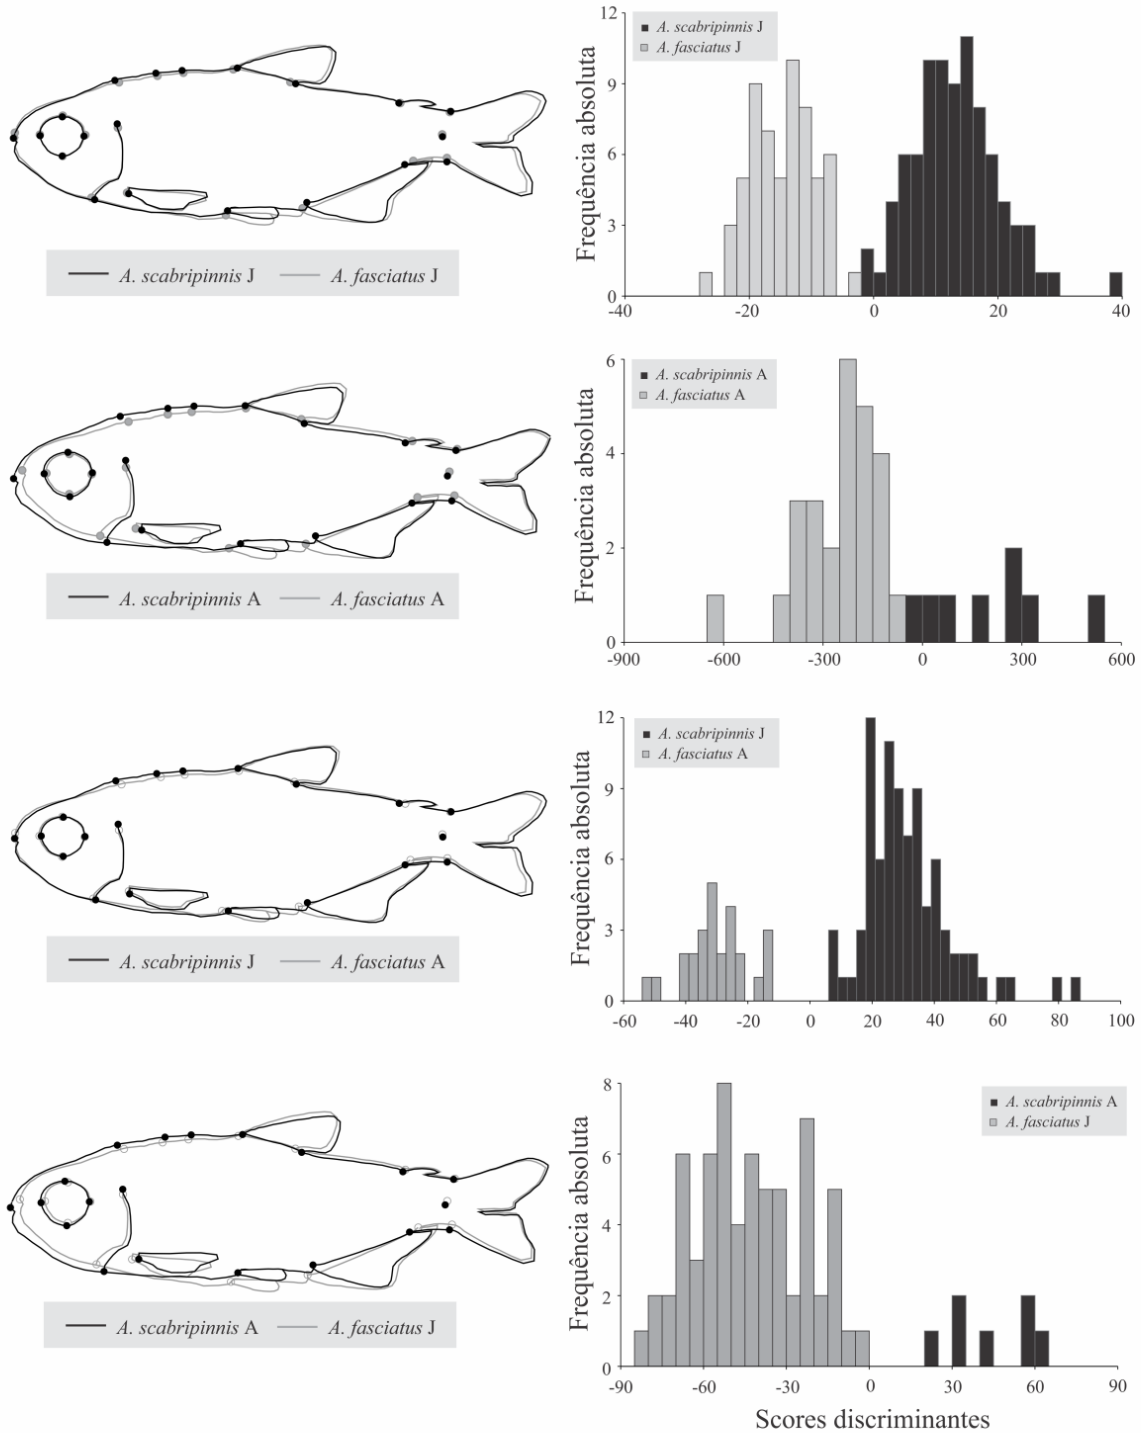 A. scabripinnis J A. fasciatus J
Frequência absoluta
12
9
6
3
0
A. scabripinnis J
A. fasciatus J
-40 -20 0 20 40
A. scabripinnis A A. fasciatus A
Frequência absoluta
6
4
2
0
A. scabripinnis A
A. fasciatus A
-900 -600 -300 0 300 600
A. scabripinnis J A. fasciatus A
Frequência absoluta
12
9
6
3
0
A. scabripinnis J
A. fasciatus A
-60 -40 -20 0 20 40 60 80 100
A. scabripinnis A A. fasciatus J
Frequência absoluta
8
6
4
2
0
A. scabripinnis A
A. fasciatus J
-90 -60 -30 0 30 60 90
Scores discriminantes